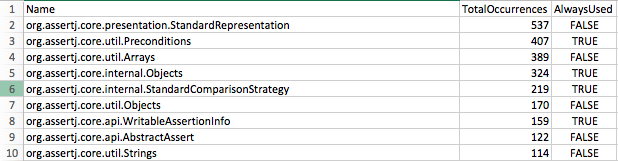 1 Name TotalOccurrences AlwaysUsed
2 org.assertj.core.presentation.StandardRepresentation 537 FALSE
3 org.assertj.core.util.Preconditions 407 TRUE
4 org.assertj.core.util.Arrays 389 FALSE
5 org.assertj.core.internal.Objects 324 TRUE
6 org.assertj.core.internal.StandardComparisonStrategy 219 TRUE
7 org.assertj.core.util.Objects 170 FALSE
8 org.assertj.core.api.WritableAssertionInfo 159 TRUE
9 org.assertj.core.api.AbstractAssert 122 FALSE
10 org.assertj.core.util.Strings 114 FALSE